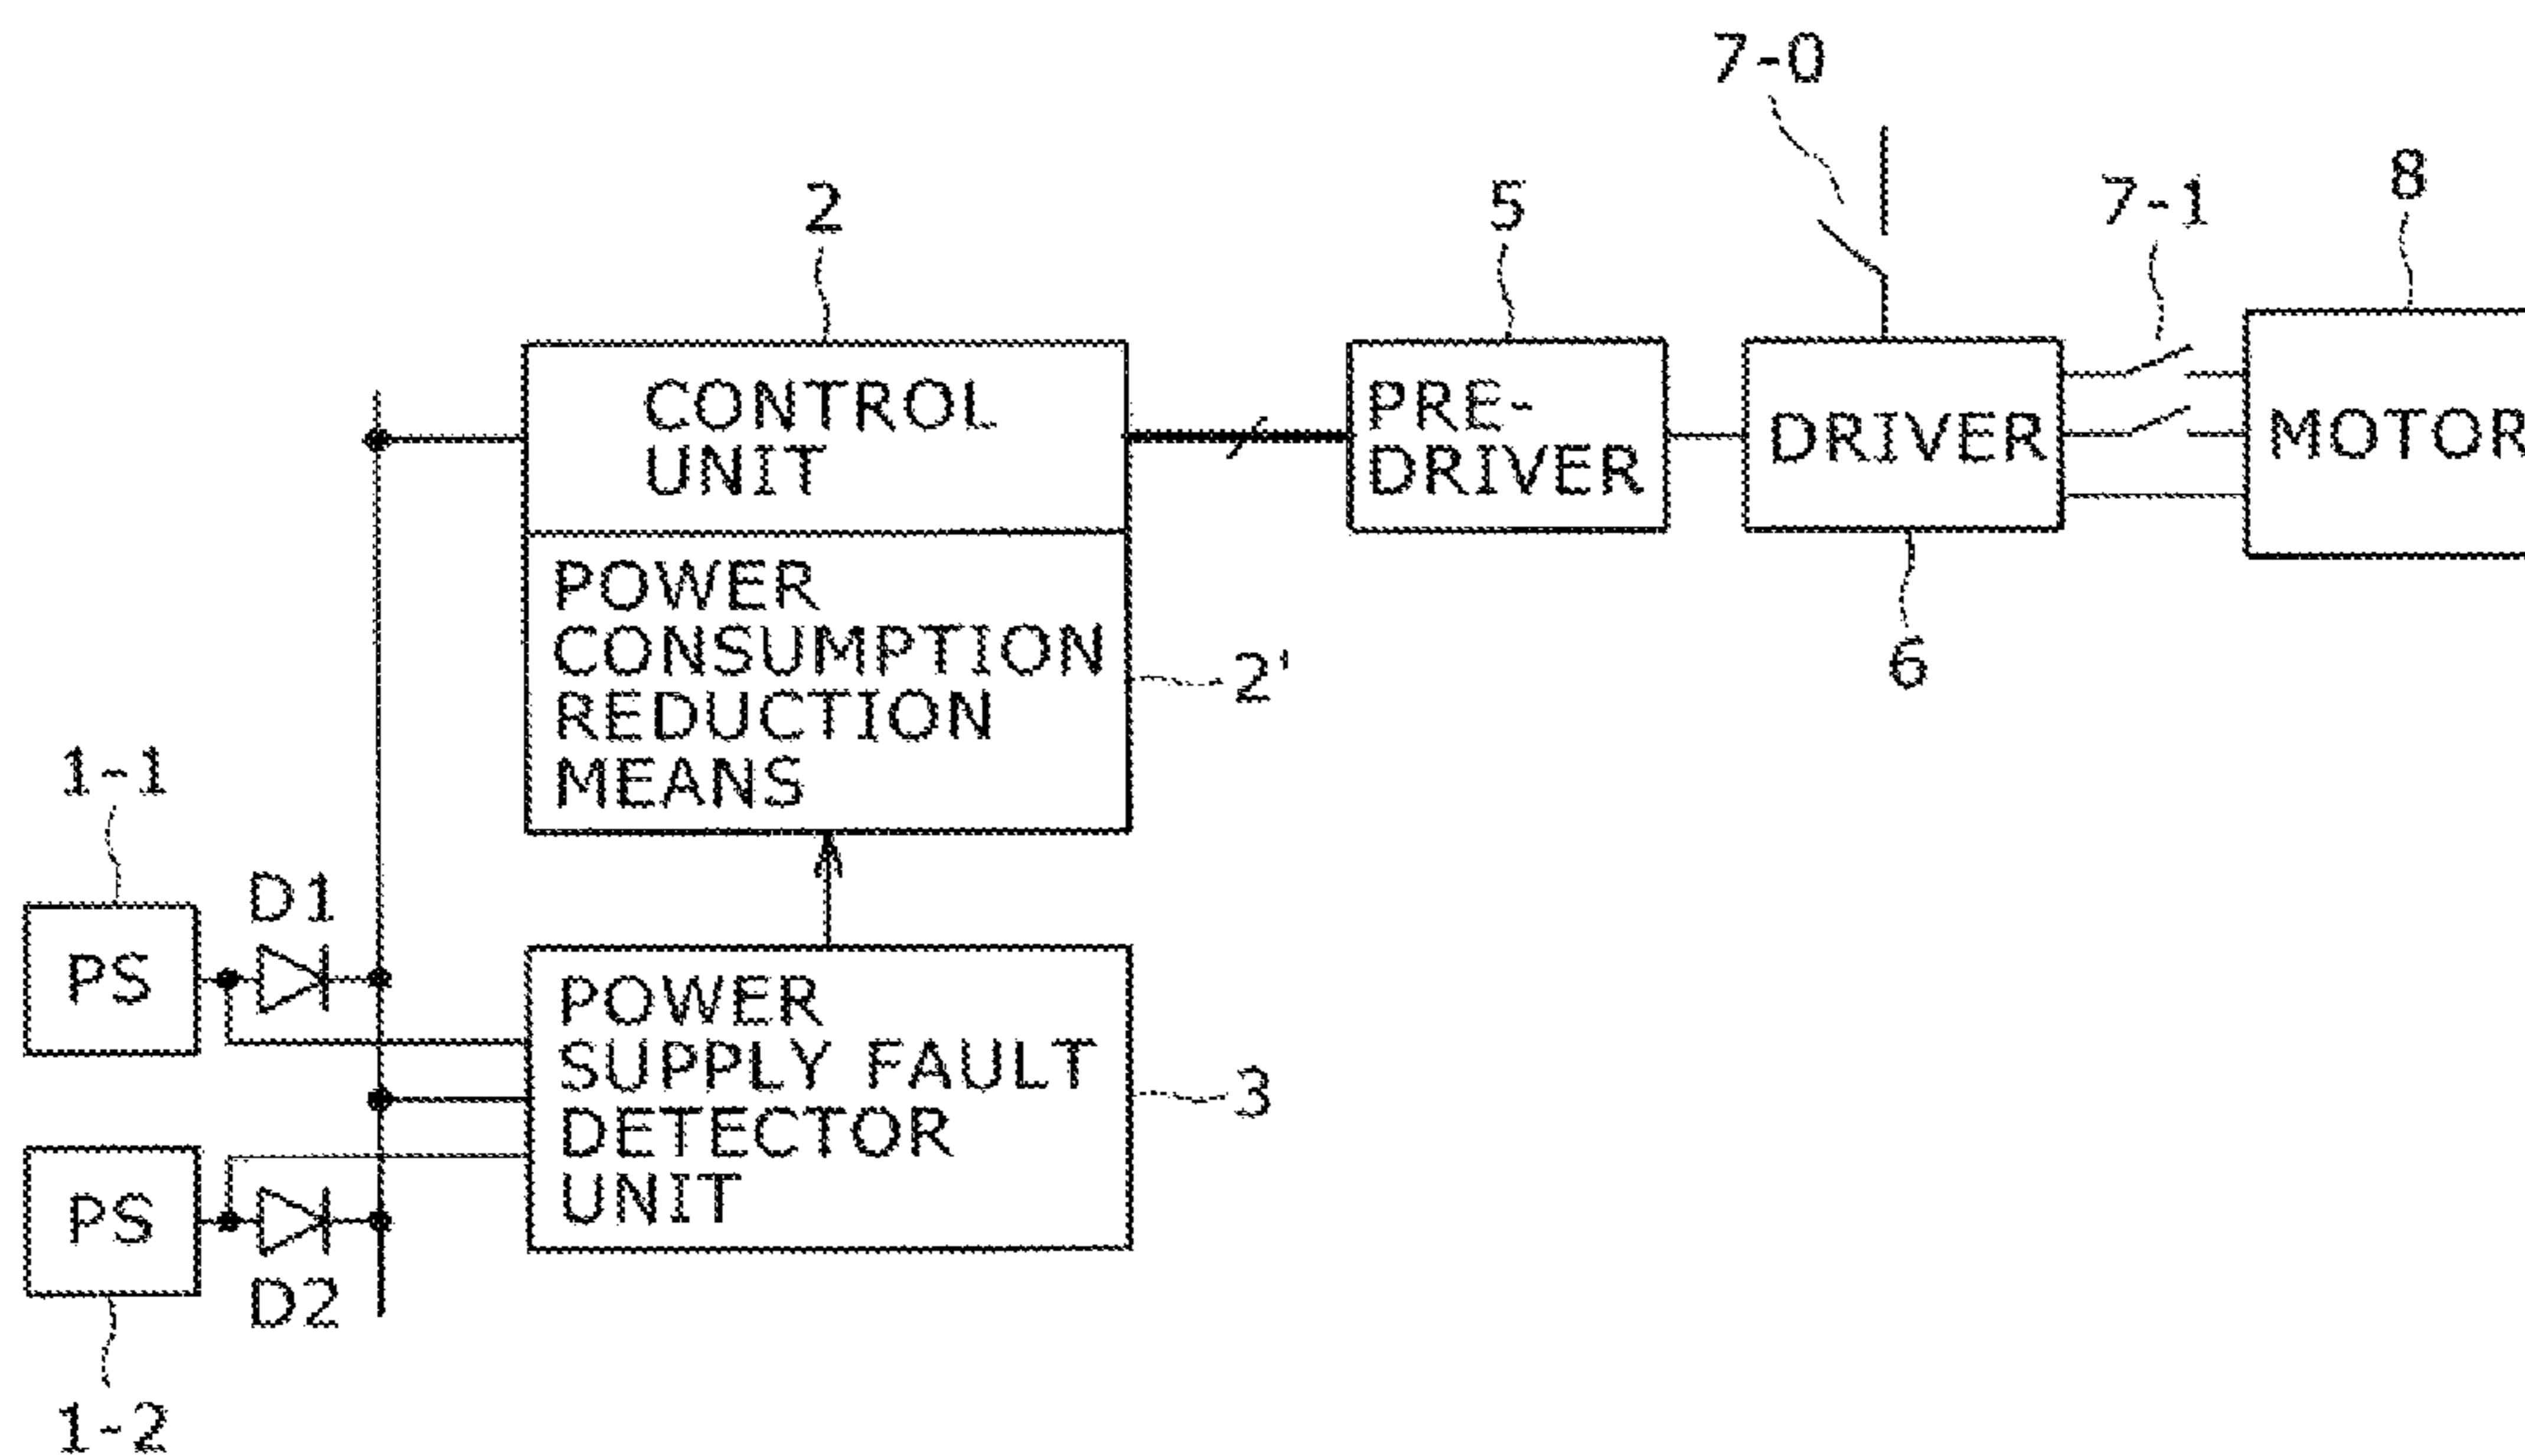 7-0
2
5
7-1
8
CONTROL
UNIT
PRE-
DRIVER
DRIVER
MOTOR
6
POWER
CONSUMPTION
REDUCTION
MEANS
2'
1-1
D1
PS
POWER
SUPPLY FAULT
DETECTOR
UNIT
3
PS
D2
1-2